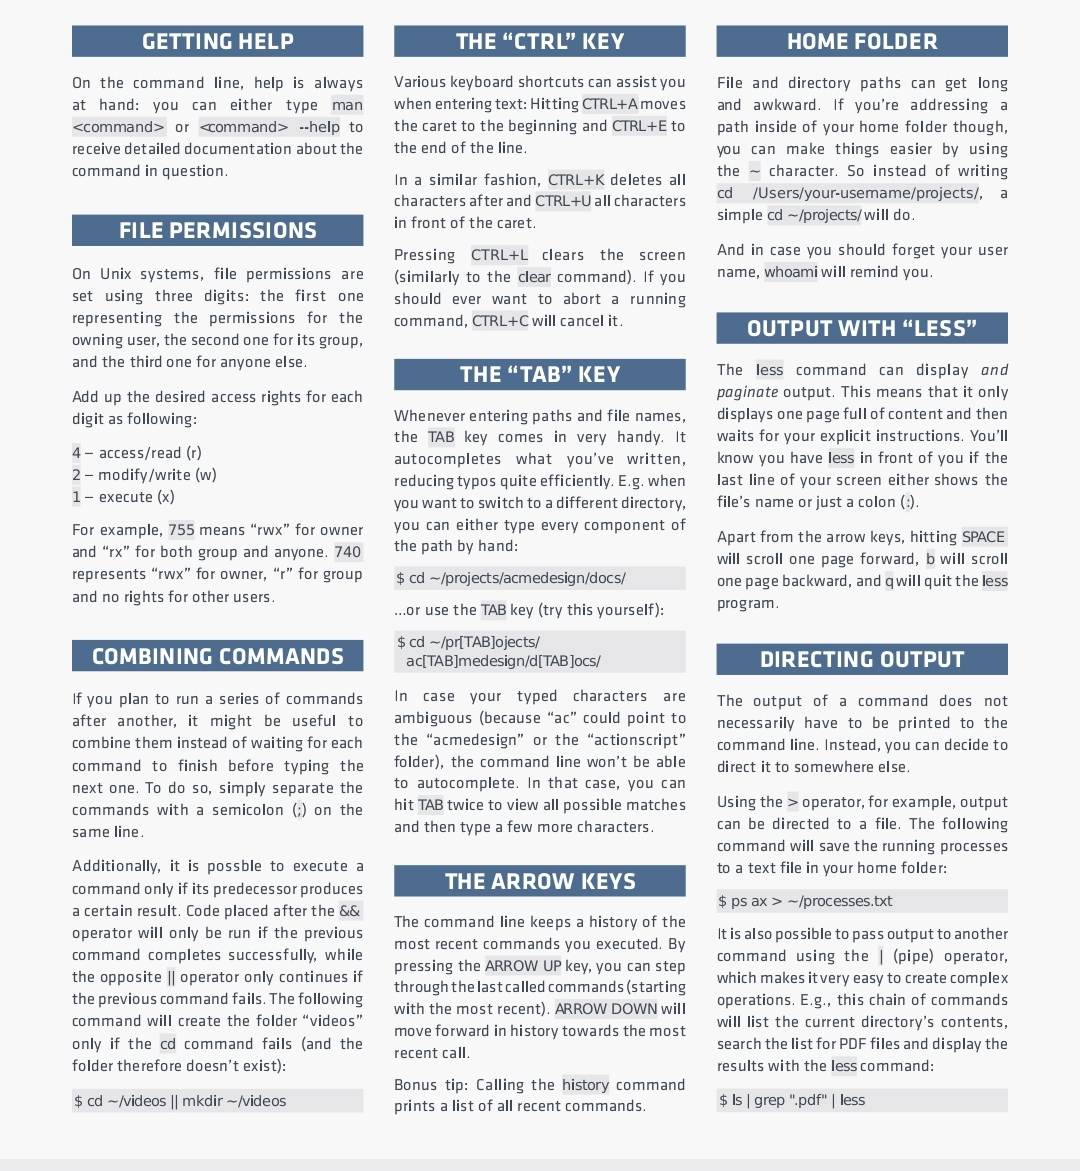 GETTING HELP
On the command line, help is always
at hand: you can either type man
<command> or <command> --help to
receive detailed documentation about the
command in question.
FILE PERMISSIONS
On Unix systems, file permissions are
set using three digits: the first one
representing the permissions for the
owning user, the second one for its group,
and the third one for anyone else.
Add up the desired access rights for each
digit as following:
4 – access/read (r)
2 – modify/write (w)
1 – execute (x)
For example, 755 means “rwx” for owner
and “rx” for both group and anyone. 740
represents “rwx” for owner, “r” for group
and no rights for other users.
COMBINING COMMANDS
If you plan to run a series of commands
after another, it might be useful to
combine them instead of waiting for each
command to finish before typing the
next one. To do so, simply separate the
commands with a semicolon (;) on the
same line.
Additionally, it is possble to execute a
command only if its predecessor produces
a certain result. Code placed after the &&
operator will only be run if the previous
command completes successfully, while
the opposite || operator only continues if
the previous command fails. The following
command will create the folder “videos”
only if the cd command fails (and the
folder therefore doesn’t exist):
$ cd ~/videos || mkdir ~/videos
THE “CTRL” KEY
Various keyboard shortcuts can assist you
when entering text: Hitting CTRL+A moves
the caret to the beginning and CTRL+E to
the end of the line.
In a similar fashion, CTRL+K deletes all
characters after and CTRL+U all characters
in front of the caret.
Pressing CTRL+L clears the screen
(similarly to the clear command). If you
should ever want to abort a running
command, CTRL+C will cancel it.
THE “TAB” KEY
Whenever entering paths and file names,
the TAB key comes in very handy. It
autocompletes what you’ve written,
reducing typos quite efficiently. E.g. when
you want to switch to a different directory,
you can either type every component of
the path by hand:
$ cd ~/projects/acmedesign/docs/
...or use the TAB key (try this yourself):
$ cd ~/pr[TAB]ojects/
ac[TAB]medesign/d[TAB]ocs/
In case your typed characters are
ambiguous (because “ac” could point to
the “acmedesign” or the “actionscript”
folder), the command line won’t be able
to autocomplete. In that case, you can
hit TAB twice to view all possible matches
and then type a few more characters.
THE ARROW KEYS
The command line keeps a history of the
most recent commands you executed. By
pressing the ARROW UP key, you can step
through the last called commands (starting
with the most recent). ARROW DOWN will
move forward in history towards the most
recent call.
Bonus tip: Calling the history command
prints a list of all recent commands.
HOME FOLDER
File and directory paths can get long
and awkward. If you’re addressing a
path inside of your home folder though,
you can make things easier by using
the ~ character. So instead of writing
cd /Users/your-username/projects/, a
simple cd ~/projects/ will do.
And in case you should forget your user
name, whoami will remind you.
OUTPUT WITH “LESS”
The less command can display and
paginate output. This means that it only
displays one page full of content and then
waits for your explicit instructions. You’ll
know you have less in front of you if the
last line of your screen either shows the
file’s name or just a colon (:).
Apart from the arrow keys, hitting SPACE
will scroll one page forward, b will scroll
one page backward, and q will quit the less
program.
DIRECTING OUTPUT
The output of a command does not
necessarily have to be printed to the
command line. Instead, you can decide to
direct it to somewhere else.
Using the > operator, for example, output
can be directed to a file. The following
command will save the running processes
to a text file in your home folder:
$ ps ax > ~/processes.txt
It is also possible to pass output to another
command using the | (pipe) operator,
which makes it very easy to create complex
operations. E.g., this chain of commands
will list the current directory’s contents,
search the list for PDF files and display the
results with the less command:
$ ls | grep ".pdf" | less